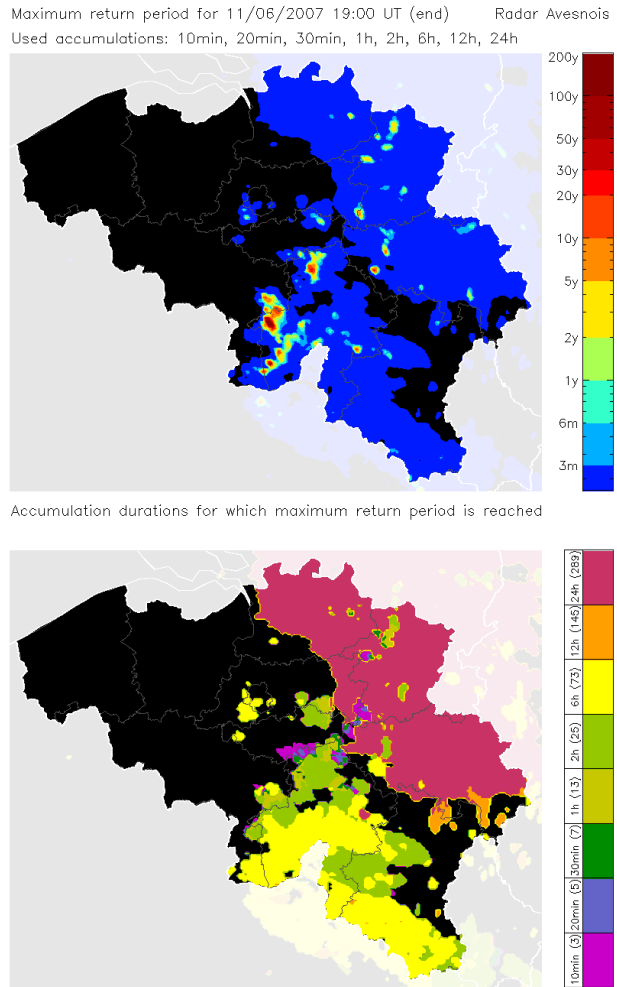 Maximum return period for 11/06/2007 19:00 UT (end) Radar Avesnois
Used accumulations: 10min, 20min, 30min, 1h, 2h, 6h, 12h, 24h
200y
100y
50y
30y
20y
10y
5y
2y
1y
6m
3m
Accumulation durations for which maximum return period is reached
24h (289)
12h (145)
6h (73)
2h (25)
1h (13)
30min (7)
20min (5)
10min (3)